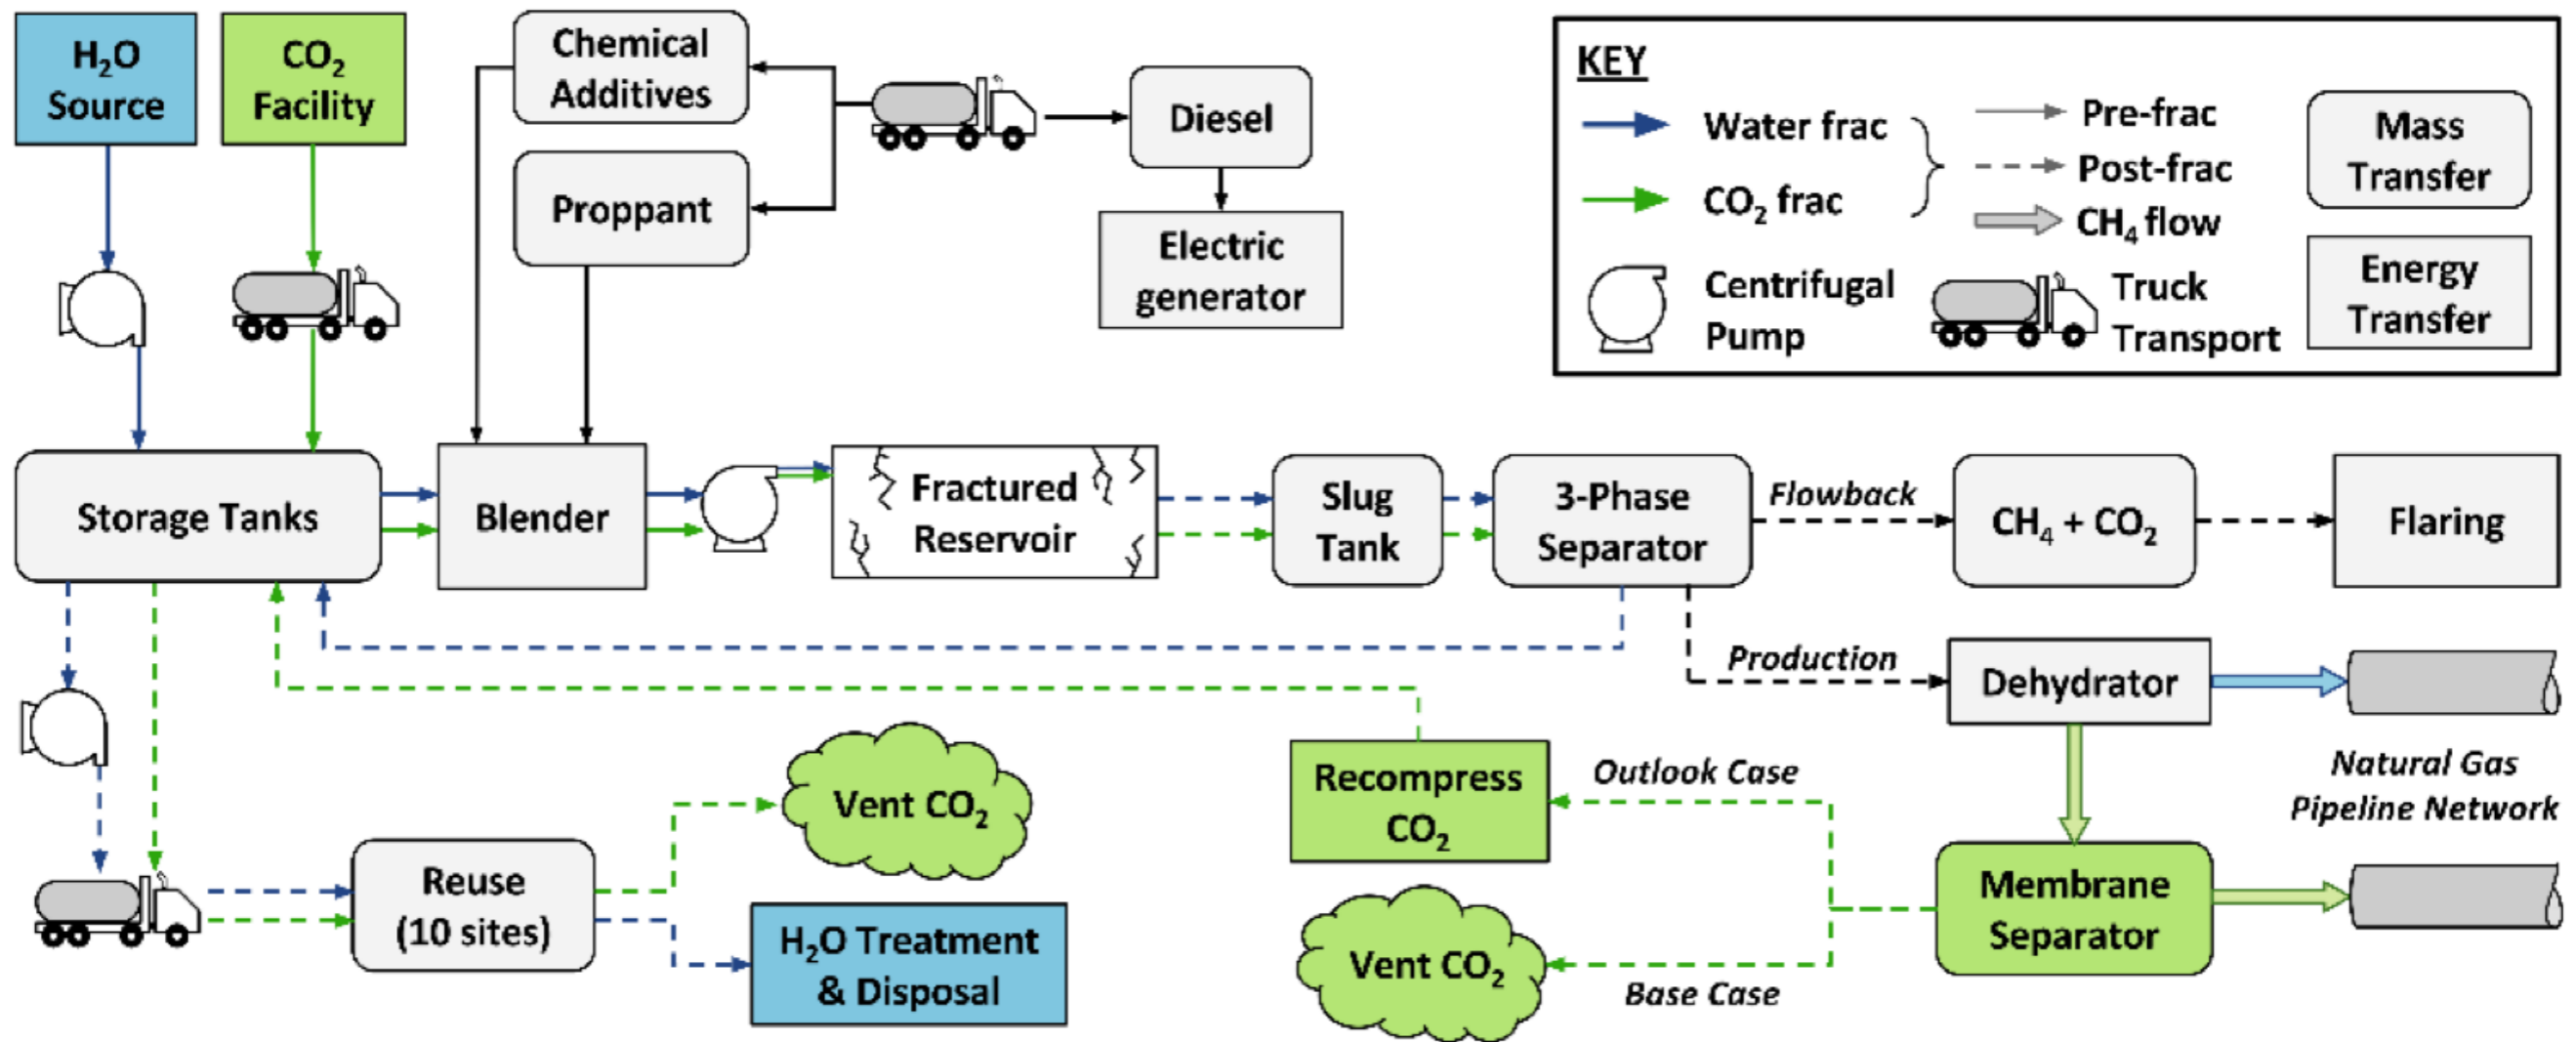 H₂O
Source
CO₂
Facility
Chemical
Additives
Proppant
Diesel
Electric
generator
KEY
Water frac
CO₂ frac
Pre-frac
Post-frac
CH₄ flow
Mass
Transfer
Centrifugal
Pump
Truck
Transport
Energy
Transfer
Storage Tanks
Blender
Fractured
Reservoir
Slug
Tank
3-Phase
Separator
Flowback
CH₄ + CO₂
Flaring
Production
Dehydrator
Natural Gas
Pipeline Network
Recompress
CO₂
Outlook Case
Vent CO₂
Base Case
Membrane
Separator
Vent CO₂
Reuse
(10 sites)
H₂O Treatment
& Disposal